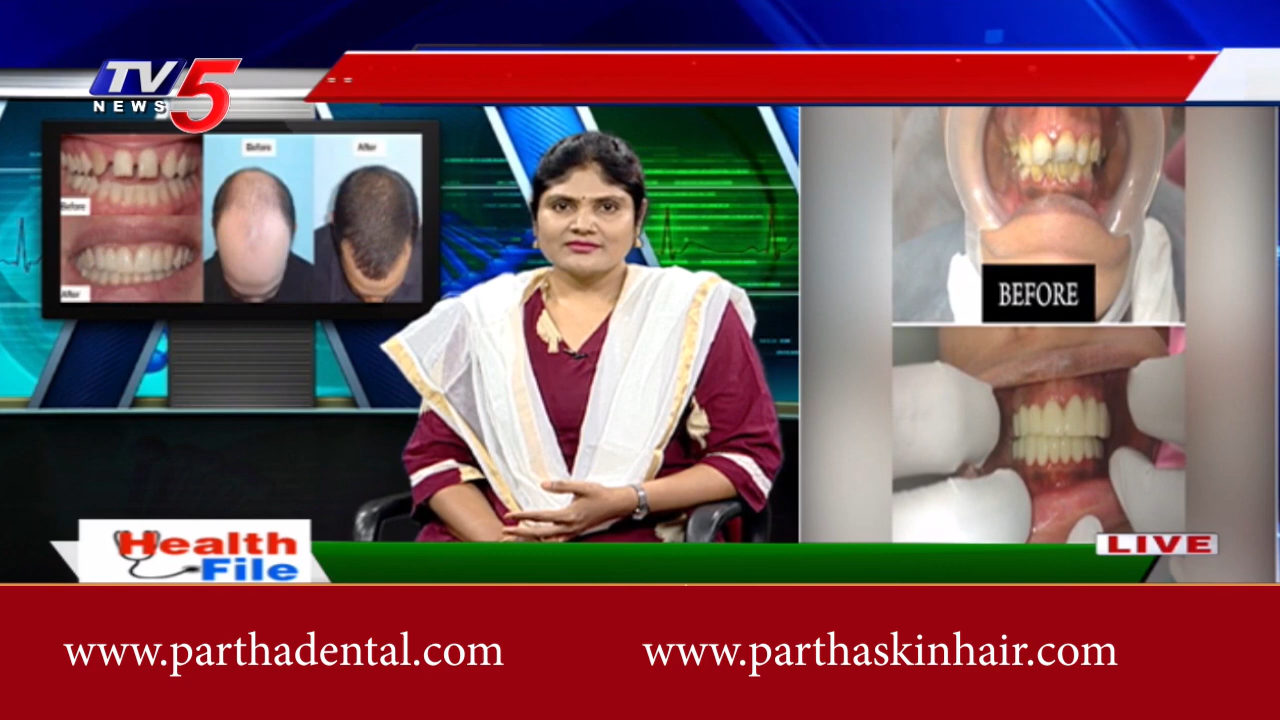 TV5
NEWS
Before
After
Before
After
BEFORE
Health
File
LIVE
www.parthadental.com
www.parthaskinhair.com